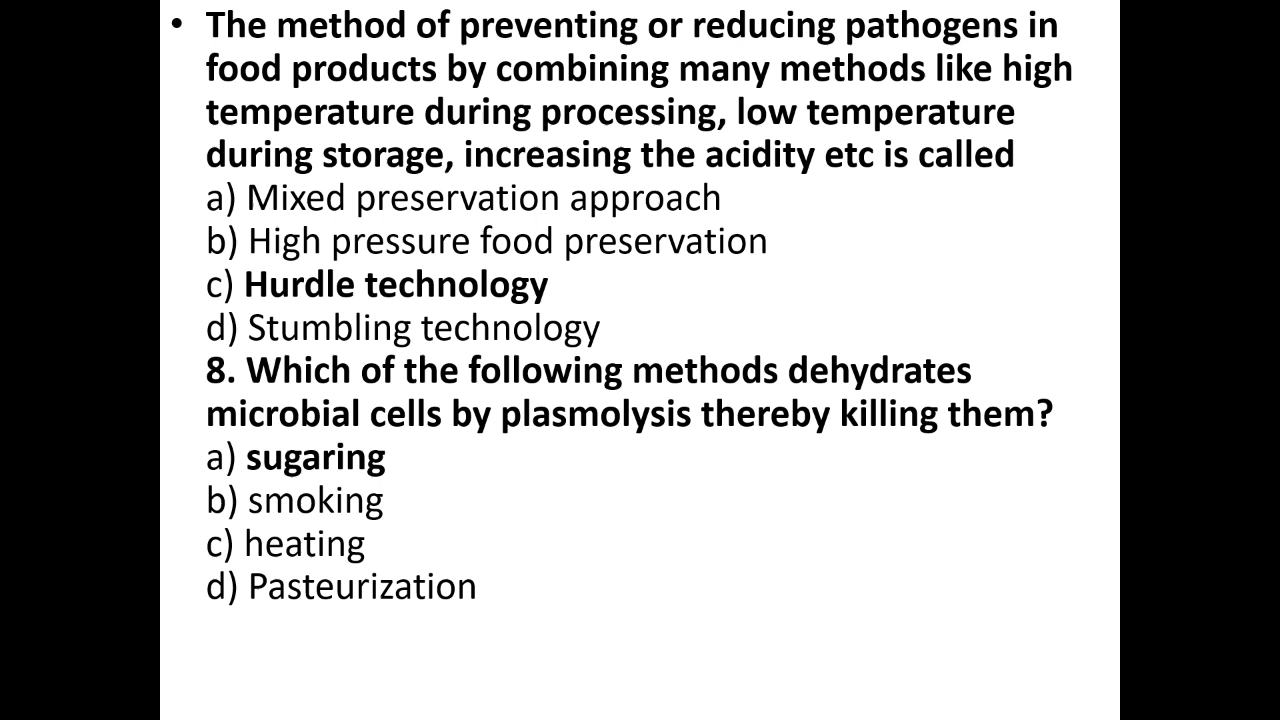 • The method of preventing or reducing pathogens in
food products by combining many methods like high
temperature during processing, low temperature
during storage, increasing the acidity etc is called
a) Mixed preservation approach
b) High pressure food preservation
c) Hurdle technology
d) Stumbling technology
8. Which of the following methods dehydrates
microbial cells by plasmolysis thereby killing them?
a) sugaring
b) smoking
c) heating
d) Pasteurization